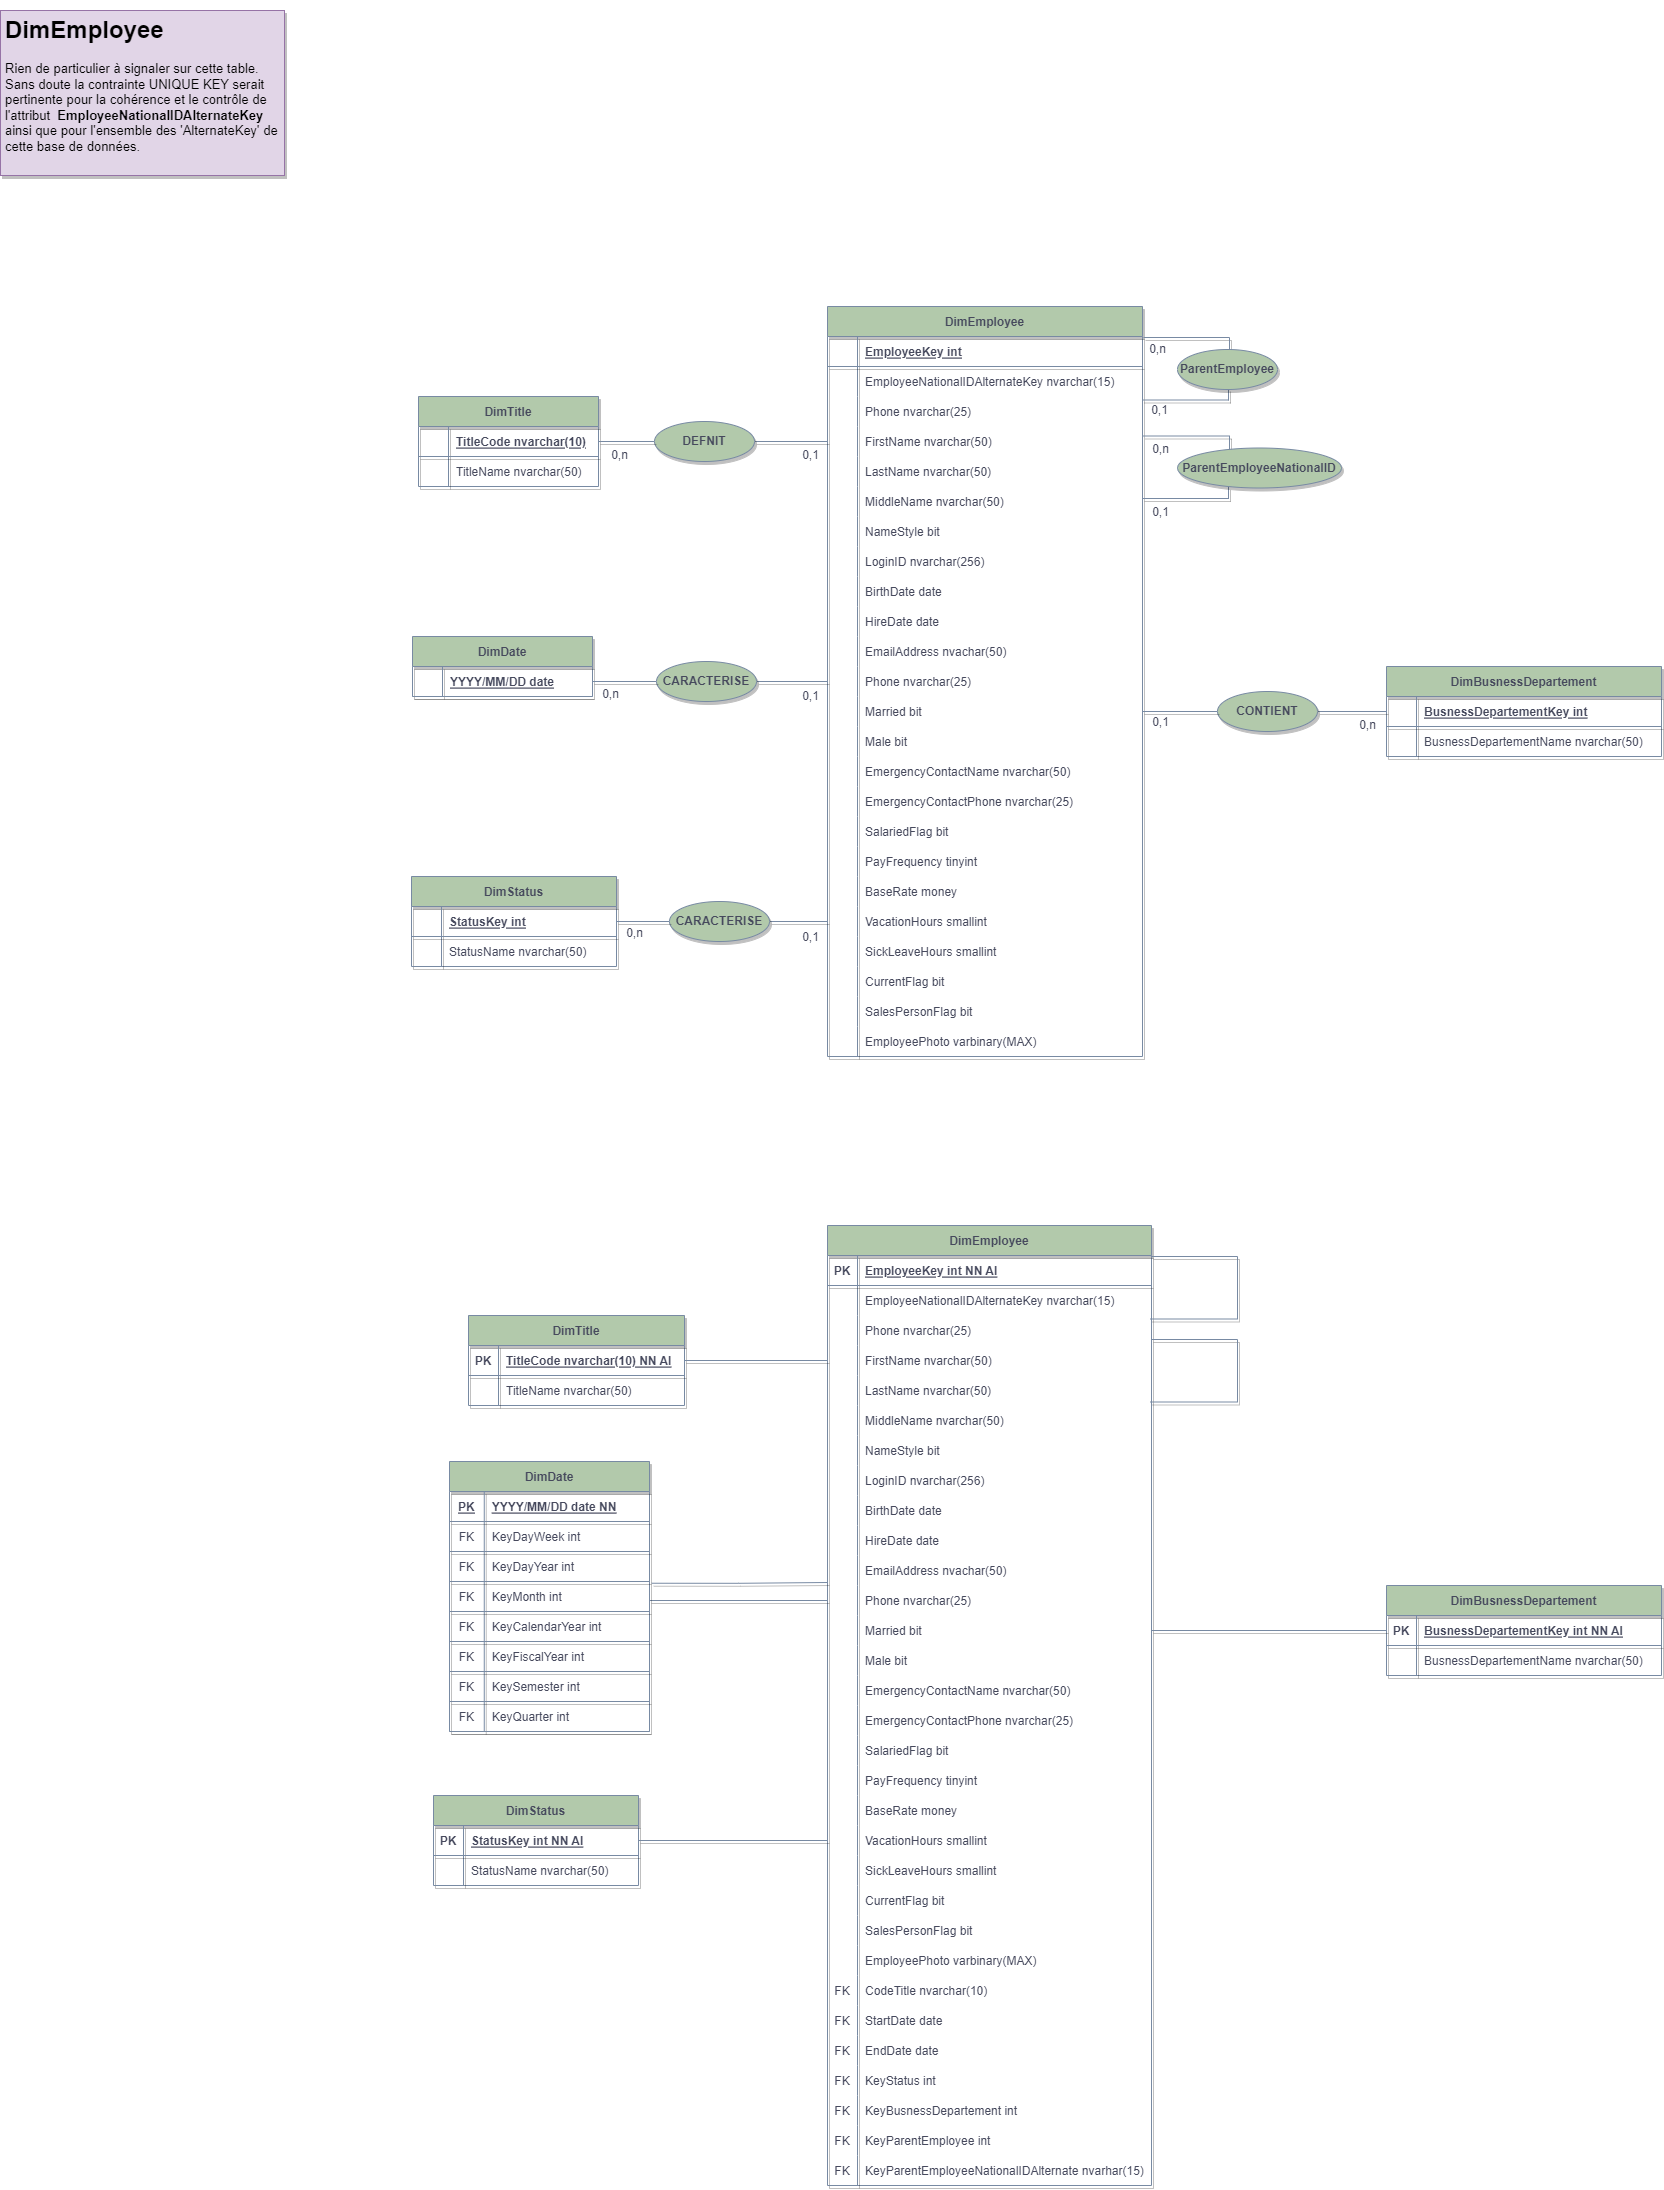 DimEmployee
Rien de particulier à signaler sur cette table.
Sans doute la contrainte UNIQUE KEY serait
pertinente pour la cohérence et le contrôle de
l'attribut  EmployeeNationalIDAlternateKey
ainsi que pour l'ensemble des 'AlternateKey' de
cette base de données.
DimEmployee
EmployeeKey int
EmployeeNationalIDAlternateKey nvarchar(15)
Phone nvarchar(25)
FirstName nvarchar(50)
LastName nvarchar(50)
MiddleName nvarchar(50)
NameStyle bit
LoginID nvarchar(256)
BirthDate date
HireDate date
EmailAddress nvachar(50)
Phone nvarchar(25)
Married bit
Male bit
EmergencyContactName nvarchar(50)
EmergencyContactPhone nvarchar(25)
SalariedFlag bit
PayFrequency tinyint
BaseRate money
VacationHours smallint
SickLeaveHours smallint
CurrentFlag bit
SalesPersonFlag bit
EmployeePhoto varbinary(MAX)
0,n
ParentEmployee
0,1
0,n
ParentEmployeeNationalID
0,1
DimTitle
TitleCode nvarchar(10)
TitleName nvarchar(50)
0,n
DEFNIT
0,1
DimDate
YYYY/MM/DD date
0,n
CARACTERISE
0,1
DimStatus
StatusKey int
StatusName nvarchar(50)
0,n
CARACTERISE
0,1
0,1
CONTIENT
0,n
DimBusnessDepartement
BusnessDepartementKey int
BusnessDepartementName nvarchar(50)
DimEmployee
PK EmployeeKey int NN AI
EmployeeNationalIDAlternateKey nvarchar(15)
Phone nvarchar(25)
FirstName nvarchar(50)
LastName nvarchar(50)
MiddleName nvarchar(50)
NameStyle bit
LoginID nvarchar(256)
BirthDate date
HireDate date
EmailAddress nvachar(50)
Phone nvarchar(25)
Married bit
Male bit
EmergencyContactName nvarchar(50)
EmergencyContactPhone nvarchar(25)
SalariedFlag bit
PayFrequency tinyint
BaseRate money
VacationHours smallint
SickLeaveHours smallint
CurrentFlag bit
SalesPersonFlag bit
EmployeePhoto varbinary(MAX)
FK CodeTitle nvarchar(10)
FK StartDate date
FK EndDate date
FK KeyStatus int
FK KeyBusnessDepartement int
FK KeyParentEmployee int
FK KeyParentEmployeeNationalIDAlternate nvarhar(15)
DimTitle
PK TitleCode nvarchar(10) NN AI
TitleName nvarchar(50)
DimDate
PK YYYY/MM/DD date NN
FK KeyDayWeek int
FK KeyDayYear int
FK KeyMonth int
FK KeyCalendarYear int
FK KeyFiscalYear int
FK KeySemester int
FK KeyQuarter int
DimStatus
PK StatusKey int NN AI
StatusName nvarchar(50)
DimBusnessDepartement
PK BusnessDepartementKey int NN AI
BusnessDepartementName nvarchar(50)